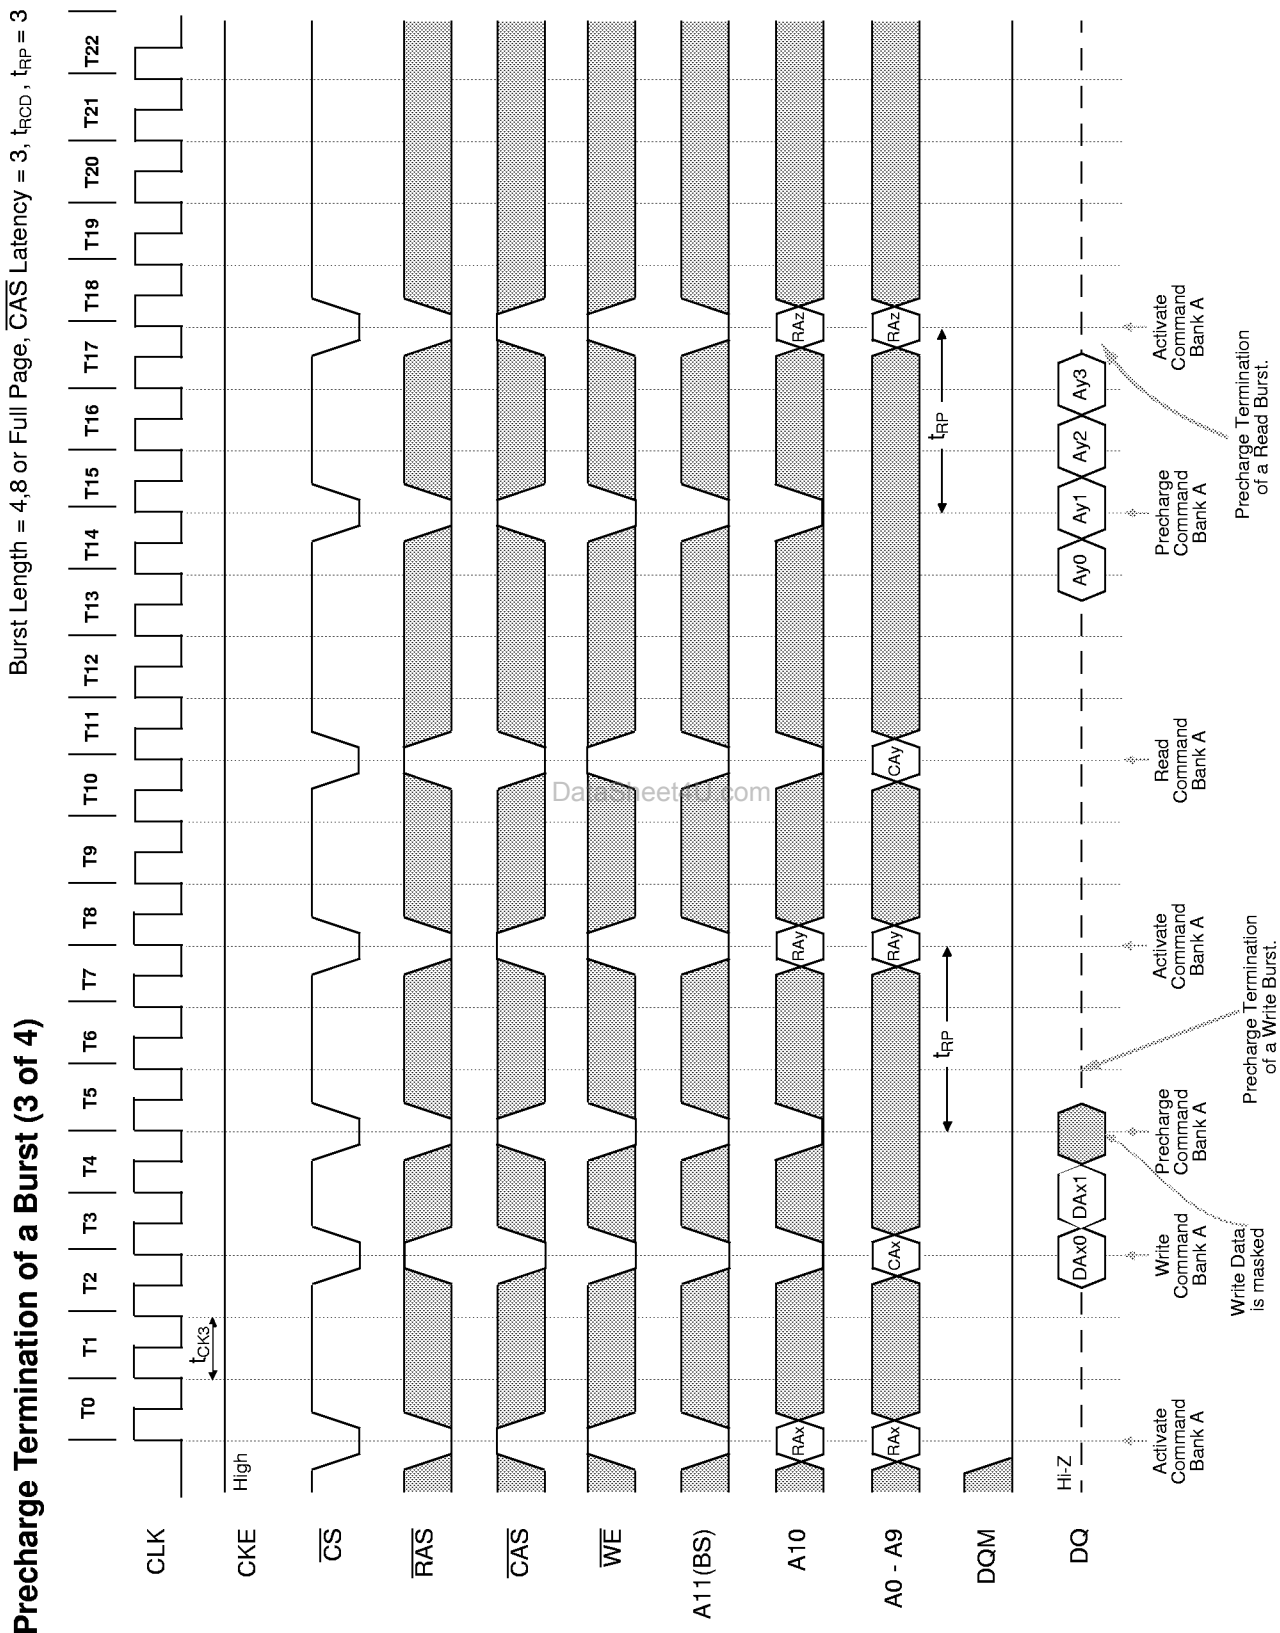 Precharge Termination of a Burst (3 of 4)
Burst Length = 4,8 or Full Page, CAS Latency = 3, tRCD , tRP = 3
T0 T1 T2 T3 T4 T5 T6 T7 T8 T9 T10 T11 T12 T13 T14 T15 T16 T17 T18 T19 T20 T21 T22
CLK
tCK3
CKE
High
CS
RAS
CAS
WE
A11(BS)
DataSheet4U.com
A10
RAx RAy RAz
A0 - A9
RAx CAx RAy CAy RAz
tRP tRP
DQM
DQ
Hi-Z
DAx0 DAx1 Ay0 Ay1 Ay2 Ay3
Activate
Command
Bank A
Write
Command
Bank A
Precharge
Command
Bank A
Activate
Command
Bank A
Read
Command
Bank A
Precharge
Command
Bank A
Activate
Command
Bank A
Write Data
is masked
Precharge Termination
of a Write Burst.
Precharge Termination
of a Read Burst.